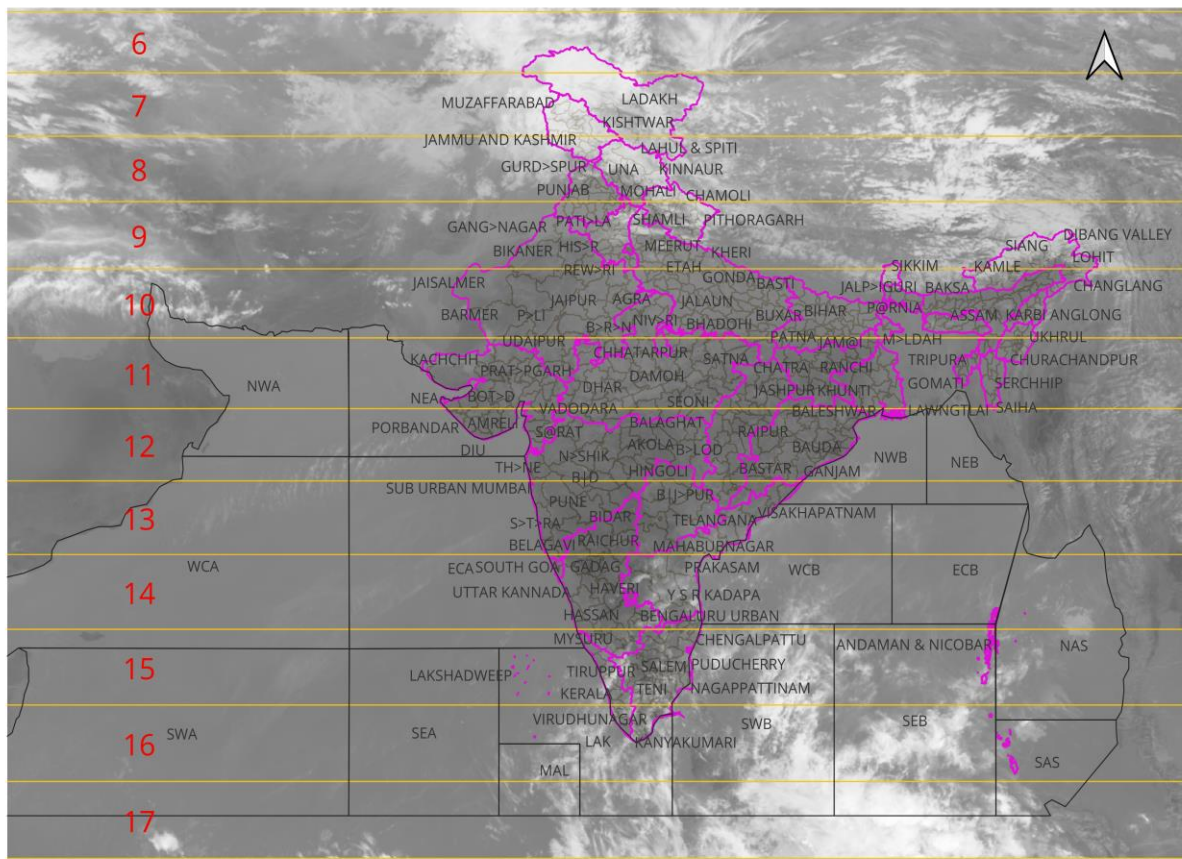 6
7
MUZAFFARABAD
LADAKH
KISHTWAR
JAMMU AND KASHMIR
LAHUL & SPITI
8
GURD>SPUR
UNA
KINNAUR
PUNJAB
MOHALI
CHAMOLI
9
GANG>NAGAR
PATI>LA
SHAMLI
PITHORAGARH
BIKANER
HIS>R
MEERUT
KHERI
SIANG
DIBANG VALLEY
LOHIT
REW>RI
ETAH
SIKKIM
KAMLE
10
JAISALMER
GONDA
BASTI
JALP>IGURI
BAKSA
CHANGLANG
JAIPUR
AGRA
JALAUN
BARMER
P>LI
BUXAR
BIHAR
P@RNIA
ASSAM
KARBI ANGLONG
B>R>N
NIV>RI
BHADOHI
UDAIPUR
PATNA
JAM@I
M>LDAH
UKHRUL
11
KACHCHH
CHHATARPUR
SATNA
TRIPURA
CHURACHANDPUR
NWA
PRAT>PGARH
DAMOH
CHATRA
RANCHI
DHAR
JASHPUR
KHUNTI
GOMATI
SERCHHIP
NEA
BOT>D
SENONI
VADODARA
BALESHWAR
LAWNGTLAI
SAIHA
12
PORBANDAR
AMRELI
S@RAT
BALAGHAT
RAIPUR
DIU
AKOLA
B>LOD
BAUDA
N>SHIK
NWB
NEB
TH>NE
HINGOLI
BASTAR
GANJAM
B|D
SUB URBAN MUMBAI
13
PUNE
B|J>PUR
S>T>RA
BIDAR
TELANGANA
VISAKHAPATNAM
BELAGAVI
RAICHUR
MAHABUBNAGAR
14
WCA
ECA
SOUTH GOA
GADAG
PRAKASAM
WCB
ECB
UTTAR KANNADA
HAVERI
Y S R KADAPA
HASSAN
BENGALURU URBAN
15
MYSURU
CHENGALPATTU
ANDAMAN & NICOBAR
NAS
LAKSHADWEEP
TIRUPPUR
SALEM
PUDUCHERRY
KERALA
TENI
NAGAPPATTINAM
16
SWA
SEA
VIRUDHUNAGAR
SWB
SEB
LAK
KANYAKUMARI
MAL
SAS
17